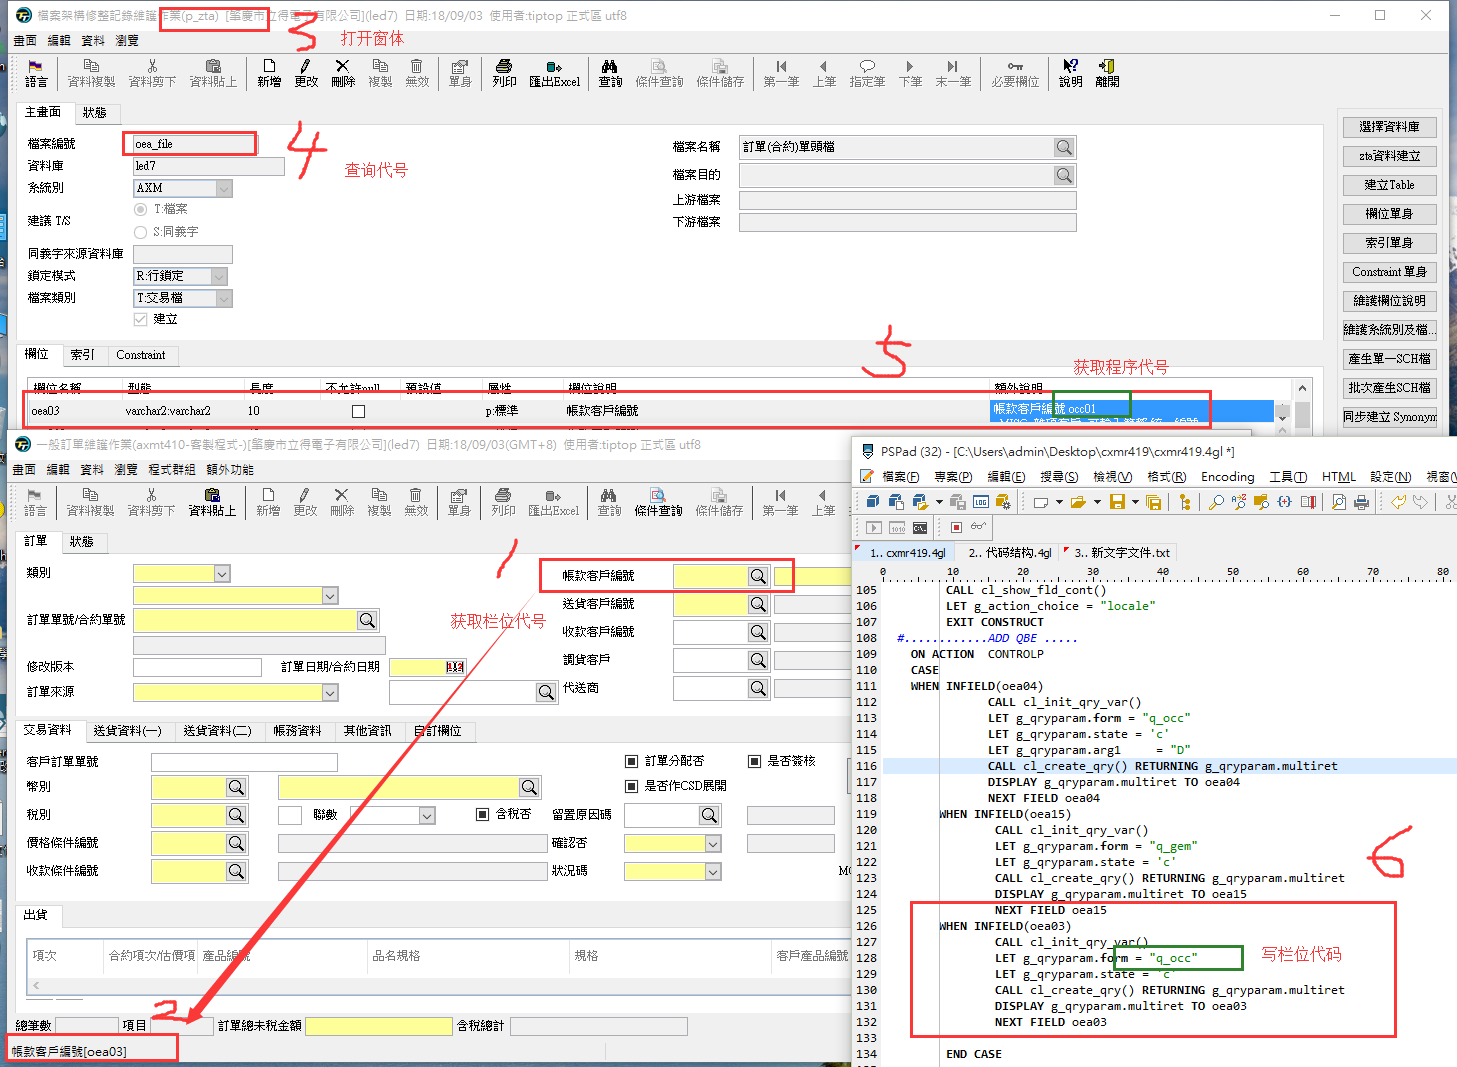 檔案架構修整記錄維護作業(p_zta) [肇慶市立得電子有限公司](led7) 日期:18/09/03 使用者:tiptop 正式區 utf8
畫面 編輯 資料 瀏覽
3 打开窗体
語言 資料複製 資料剪下 資料貼上 新增 更改 刪除 複製 無效 單身 列印 匯出Excel 查詢 條件查詢 條件儲存 第一筆 上筆 指定筆 下筆 末一筆 必要欄位 說明 離開
主畫面 狀態
檔案編號 oea_file
4 查询代号
資料庫 led7
系統別 AXM
建議 T/S T:檔案
S:同義字
同義字來源資料庫
鎖定模式 R:行鎖定
檔案類別 T:交易檔
建立
檔案名稱 訂單(合約)單頭檔
檔案目的
上游檔案
下游檔案
選擇資料庫
zta資料建立
建立Table
欄位單身
索引單身
Constraint 單身
維護欄位說明
維護系統別及檔...
產生單一SCH檔
批次產生SCH檔
同步建立 Synonym
欄位 索引 Constraint
5 获取程序代号
欄位名稱 型態 長度 不允許null 預設值 屬性 欄位說明 額外說明
oea03 varchar2:varchar2 10 p:標準 帳款客戶編號 帳款客戶編號 occ01
一般訂單維護作業(axmt410-客製程式-)[肇慶市立得電子有限公司](led7) 日期:18/09/03(GMT+8) 使用者:tiptop 正式區 utf8
畫面 編輯 資料 瀏覽 程式群組 額外功能
語言 資料複製 資料剪下 資料貼上 新增 更改 刪除 複製 無效 單身 列印 匯出Excel 查詢 條件查詢 條件儲存 第一筆 上筆
訂單 狀態
1 获取栏位代号
類別
訂單單號/合約單號
修改版本 訂單日期/合約日期
訂單來源
帳款客戶編號
送貨客戶編號
收款客戶編號
調貨客戶
代送商
交易資料 送貨資料(一) 送貨資料(二) 帳務資料 其他資訊 自訂欄位
客戶訂單單號 訂單分配否 是否簽核
幣別 是否作CSD展開
稅別 聯數 含稅否 留置原因碼
價格條件編號 確認否
收款條件編號 狀況碼
出貨
項次 合約項次/估價項 產品編號 品名規格 規格 客戶產品編號
2
總筆數 項目 訂單總未稅金額 含稅總計
帳款客戶編號[oea03]
PSPad (32) - [C:\Users\admin\Desktop\cxmr419\cxmr419.4gl *]
檔案(F) 專案(P) 編輯(E) 搜尋(S) 檢視(V) 格式(R) Encoding 工具(T) HTML 設定(N) 視窗
1.. cxmr419.4gl 2.. 代码结构.4gl 3.. 新文字文件.txt
0 10 20 30 40 50 60 70 80
105 CALL cl_show_fld_cont()
106 LET g_action_choice = "locale"
107 EXIT CONSTRUCT
108 #............ADD QBE .....
109 ON ACTION CONTROLP
110 CASE
111 WHEN INFIELD(oea04)
112 CALL cl_init_qry_var()
113 LET g_qryparam.form = "q_occ"
114 LET g_qryparam.state = 'c'
115 LET g_qryparam.arg1 = "D"
116 CALL cl_create_qry() RETURNING g_qryparam.multiret
117 DISPLAY g_qryparam.multiret TO oea04
118 NEXT FIELD oea04
119 WHEN INFIELD(oea15)
120 CALL cl_init_qry_var()
121 LET g_qryparam.form = "q_gem"
122 LET g_qryparam.state = 'c'
123 CALL cl_create_qry() RETURNING g_qryparam.multiret
124 DISPLAY g_qryparam.multiret TO oea15
125 NEXT FIELD oea15
126 WHEN INFIELD(oea03)
127 CALL cl_init_qry_var()
128 LET g_qryparam.form = "q_occ"
129 LET g_qryparam.state = 'c'
130 CALL cl_create_qry() RETURNING g_qryparam.multiret
131 DISPLAY g_qryparam.multiret TO oea03
132 NEXT FIELD oea03
133
134 END CASE
6
写栏位代码